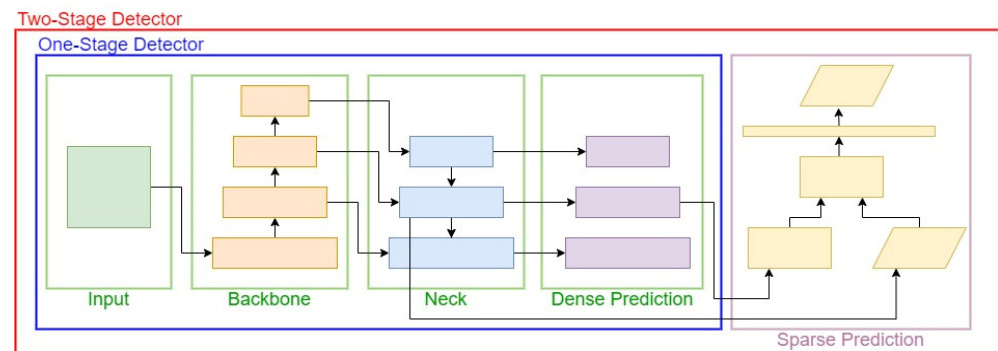 Two-Stage Detector
One-Stage Detector
Input
Backbone
Neck
Dense Prediction
Sparse Prediction